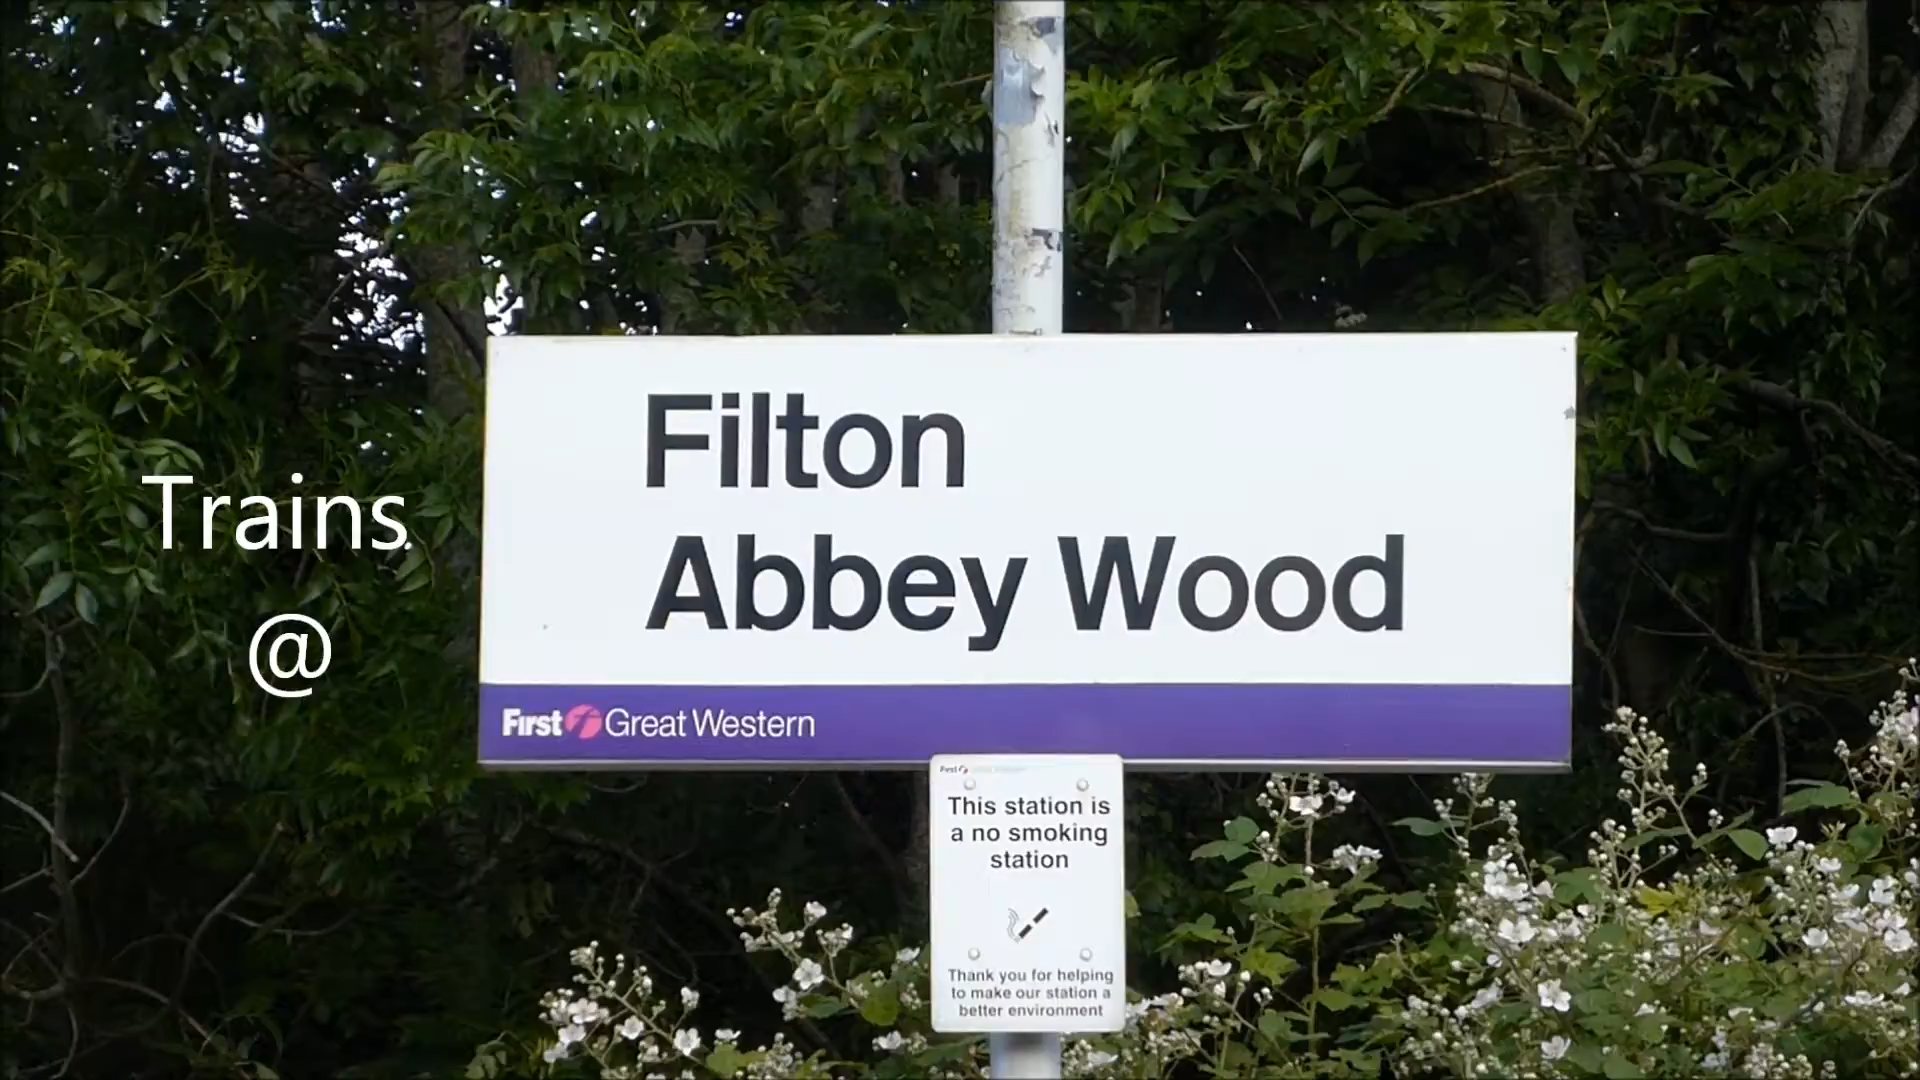 Trains
@
Filton
Abbey Wood
First Great Western
This station is
a no smoking
station
Thank you for helping
to make our station a
better environment